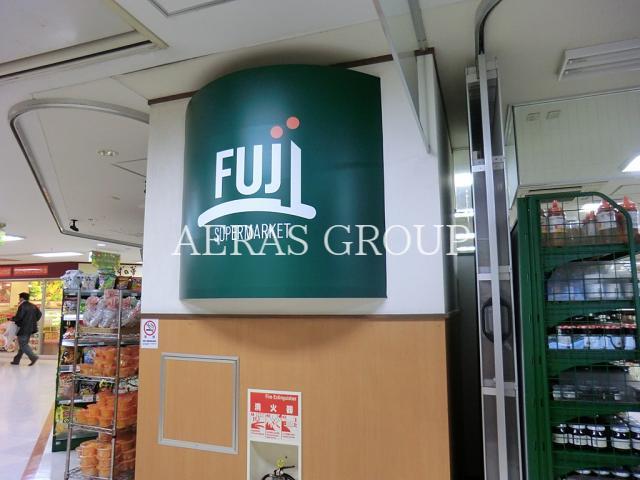 FUJI
SUPERMARKET
AERAS GROUP
Fire Extinguisher
消火器